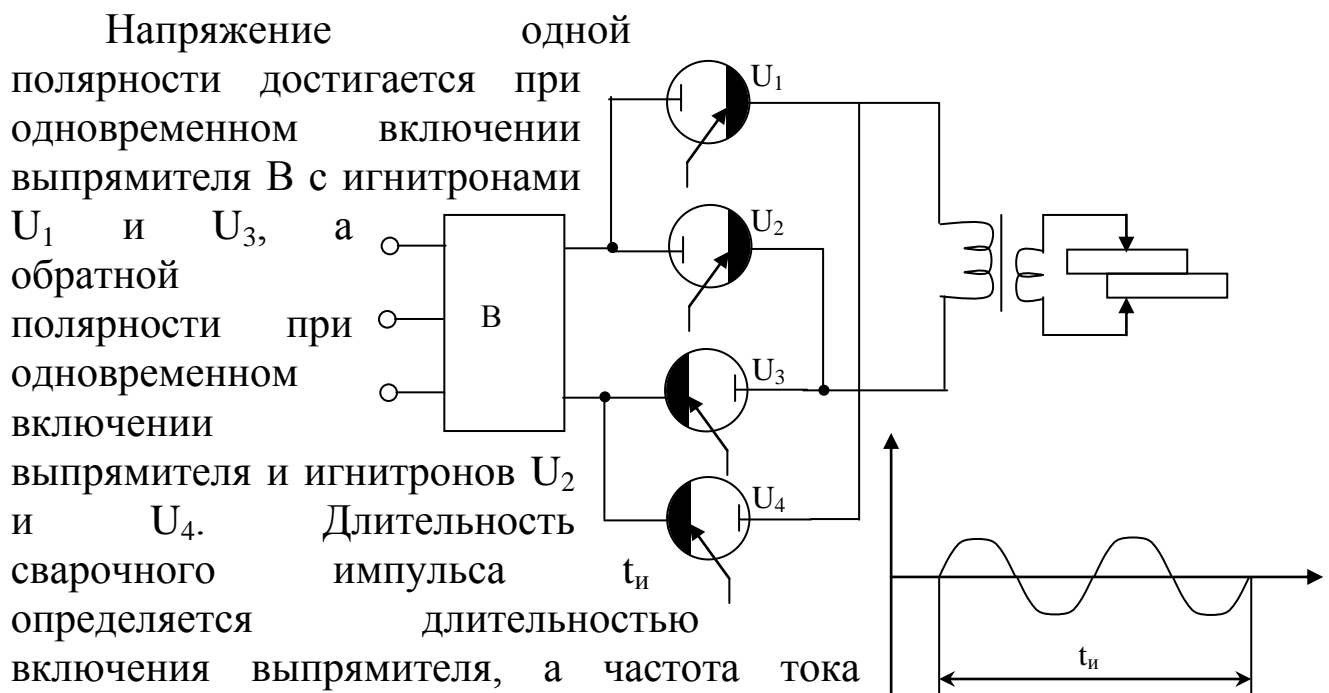 Напряжение одной
полярности достигается при
одновременном включении
выпрямителя В с игнитронами
U₁ и U₃, а
обратной
полярности при
одновременном
включении
выпрямителя и игнитронов U₂
и U₄. Длительность
сварочного импульса tᵢ
определяется длительностью
включения выпрямителя, а частота тока
U₁
U₂
В
U₃
U₄
tи